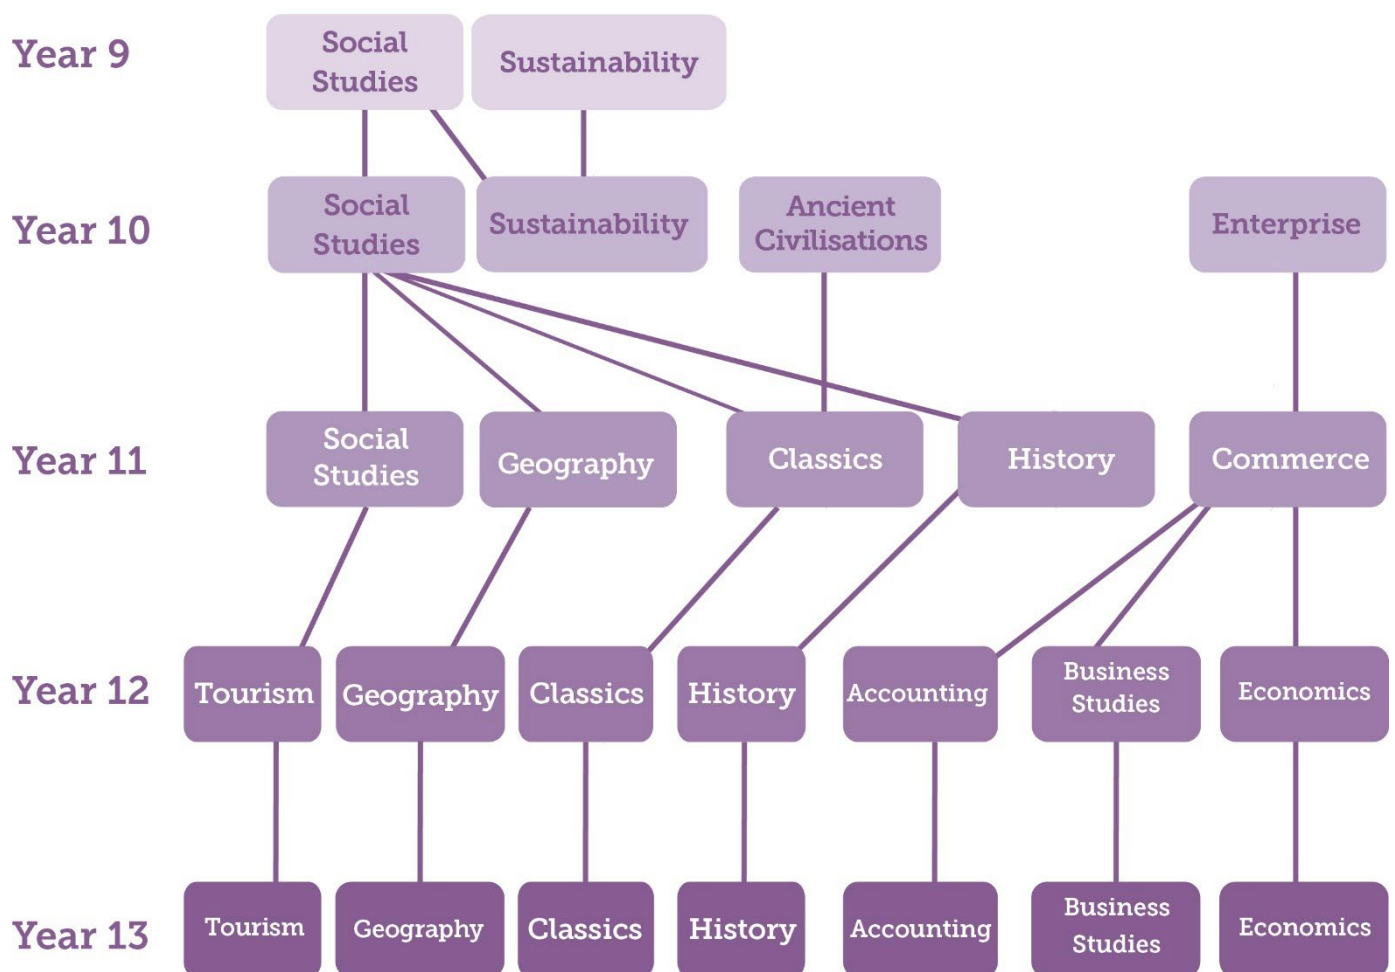 Year 9
Social
Studies
Sustainability
Year 10
Social
Studies
Sustainability
Ancient
Civilisations
Enterprise
Year 11
Social
Studies
Geography
Classics
History
Commerce
Year 12
Tourism
Geography
Classics
History
Accounting
Business
Studies
Economics
Year 13
Tourism
Geography
Classics
History
Accounting
Business
Studies
Economics